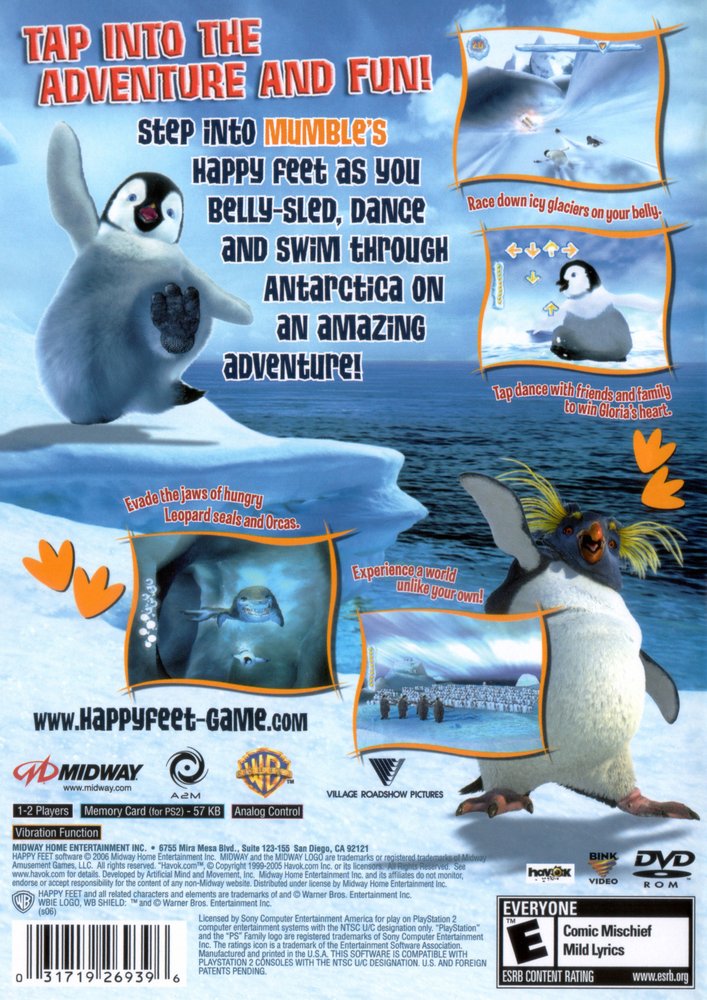 TAP INTO THE
ADVENTURE AND FUN!
STEP INTO MUMBLE'S
HAPPY FEET AS YOU
BELLY-SLED, DANCE
AND SWIM THROUGH
ANTARCTICA ON
AN AMAZING
ADVENTURE!
Race down icy glaciers on your belly.
Tap dance with friends and family
to win Gloria's heart.
Evade the jaws of hungry
Leopard seals and Orcas.
Experience a world
unlike your own!
www.HAPPYFEET-GAME.COM
MIDWAY
www.midway.com
A2M
VILLAGE ROADSHOW PICTURES
1-2 Players
Memory Card (for PS2) - 57 KB
Analog Control
Vibration Function
MIDWAY HOME ENTERTAINMENT INC. • 6755 Mira Mesa Blvd., Suite 123-155 San Diego, CA 92121
HAPPY FEET software © 2006 Midway Home Entertainment Inc. MIDWAY and the MIDWAY LOGO are trademarks or registered trademarks of Midway
Amusement Games, LLC. All rights reserved. "Havok.com™, © Copyright 1999-2005 Havok.com Inc. or its licensors. All Rights Reserved. See
www.havok.com for details. Developed by Artificial Mind and Movement, Inc. Midway Home Entertainment Inc. and its affiliates do not monitor,
endorse or accept responsibility for the content of any non-Midway website. Distributed under license by Midway Home Entertainment Inc.
HAPPY FEET and all related characters and elements are trademarks of and © Warner Bros. Entertainment Inc.
WBIE LOGO, WB SHIELD: ™ and © Warner Bros. Entertainment Inc.
(s06)
Licensed by Sony Computer Entertainment America for play on PlayStation 2
computer entertainment systems with the NTSC U/C designation only. "PlayStation"
and the "PS" Family logo are registered trademarks of Sony Computer Entertainment
Inc. The ratings icon is a trademark of the Entertainment Software Association.
Manufactured and printed in the U.S.A. THIS SOFTWARE IS COMPATIBLE WITH
PLAYSTATION 2 CONSOLES WITH THE NTSC U/C DESIGNATION. U.S. AND FOREIGN
PATENTS PENDING.
0 31719 26939 6
havok
BINK
VIDEO
DVD
ROM
EVERYONE
E
Comic Mischief
Mild Lyrics
ESRB CONTENT RATING www.esrb.org